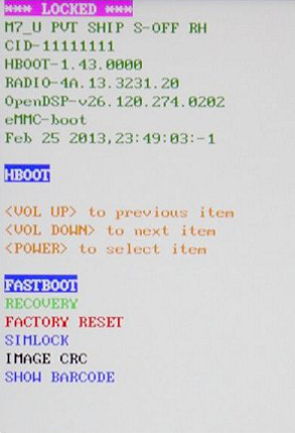 *** LOCKED ***
M7_U PVT SHIP S-OFF RH
CID-11111111
HBOOT-1.43.0000
RADIO-4A.13.3231.20
OpenDSP-v26.120.274.0202
eMMC-boot
Feb 25 2013,23:49:03:-1
HBOOT
<VOL UP> to previous item
<VOL DOWN> to next item
<POWER> to select item
FASTBOOT
RECOVERY
FACTORY RESET
SIMLOCK
IMAGE CRC
SHOW BARCODE